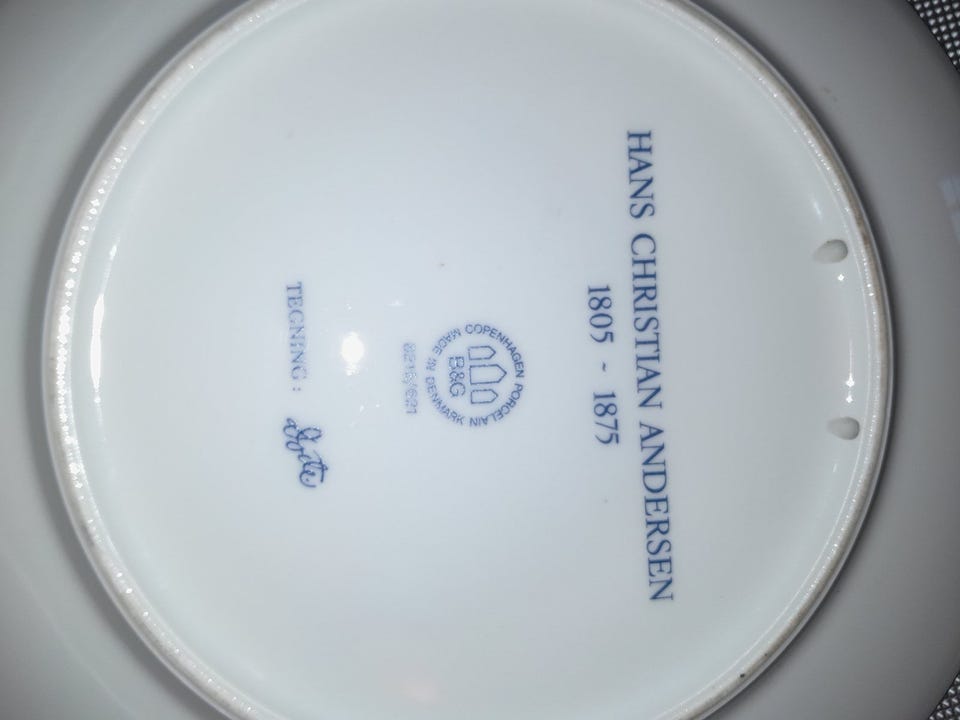 HANS CHRISTIAN ANDERSEN
1805 - 1875
COPENHAGEN PORCELAIN
B&G
MADE IN DENMARK
TEGNING: